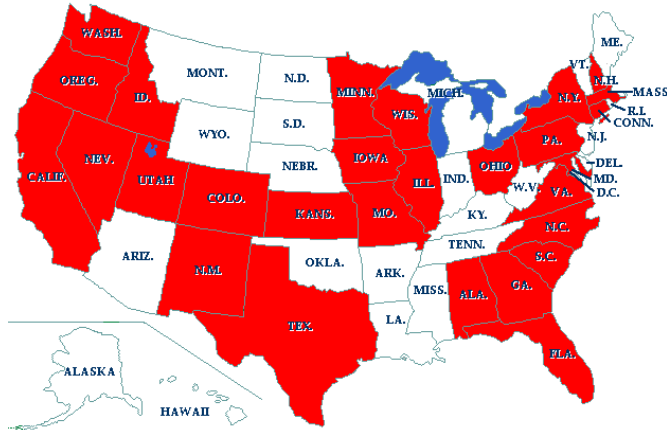 WASH.
OREG.
CALIF.
NEV.
ID.
MONT.
WYO.
UTAH
ARIZ.
COLO.
N.M.
N.D.
S.D.
NEBR.
KANS.
OKLA.
TEX.
MINN.
IOWA
MO.
ARK.
LA.
WIS.
ILL.
MICH.
IND.
OHIO
KY.
TENN.
MISS.
ALA.
GA.
FLA.
S.C.
N.C.
VA.
W.V.
PA.
N.Y.
VT.
N.H.
ME.
MASS
R.I.
CONN.
N.J.
DEL.
MD.
D.C.
ALASKA
HAWAII